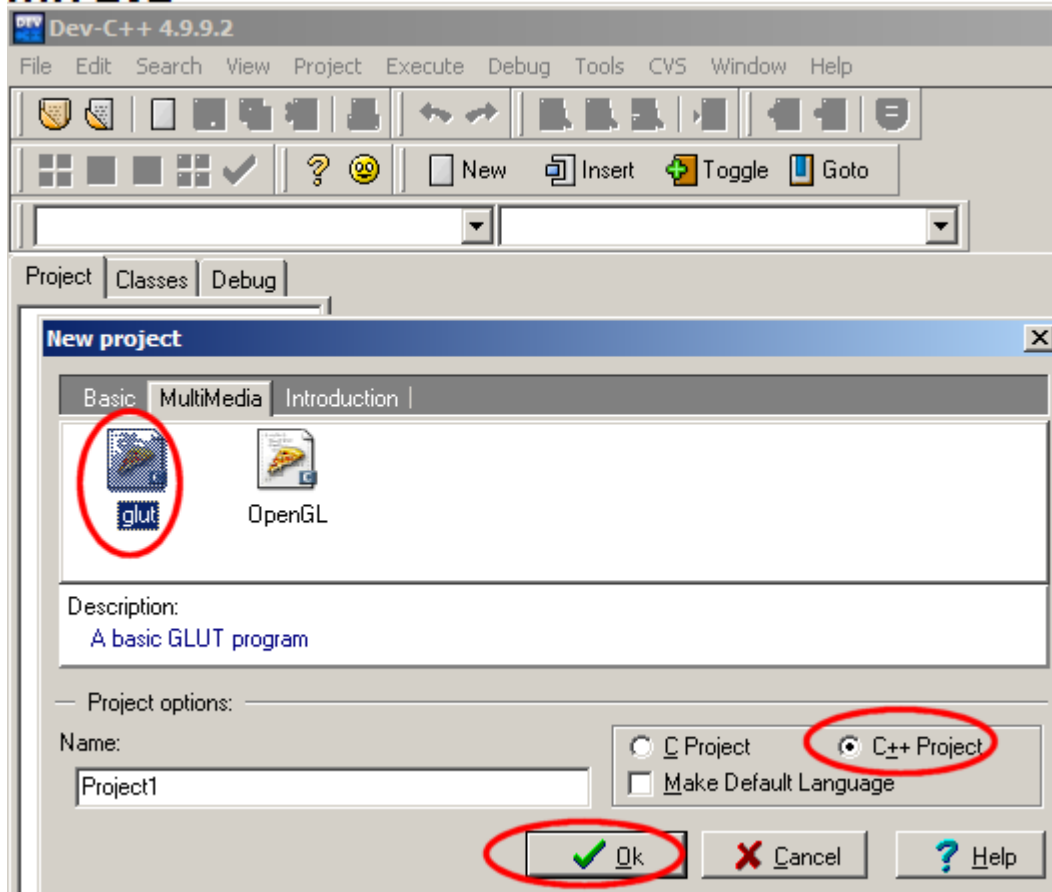 Dev-C++ 4.9.9.2
File Edit Search View Project Execute Debug Tools CVS Window Help
New Insert Toggle Goto
Project Classes Debug
New project
Basic MultiMedia Introduction
glut OpenGL
Description:
A basic GLUT program
Project options:
Name:
C Project C++ Project
Project1
Make Default Language
Ok Cancel Help